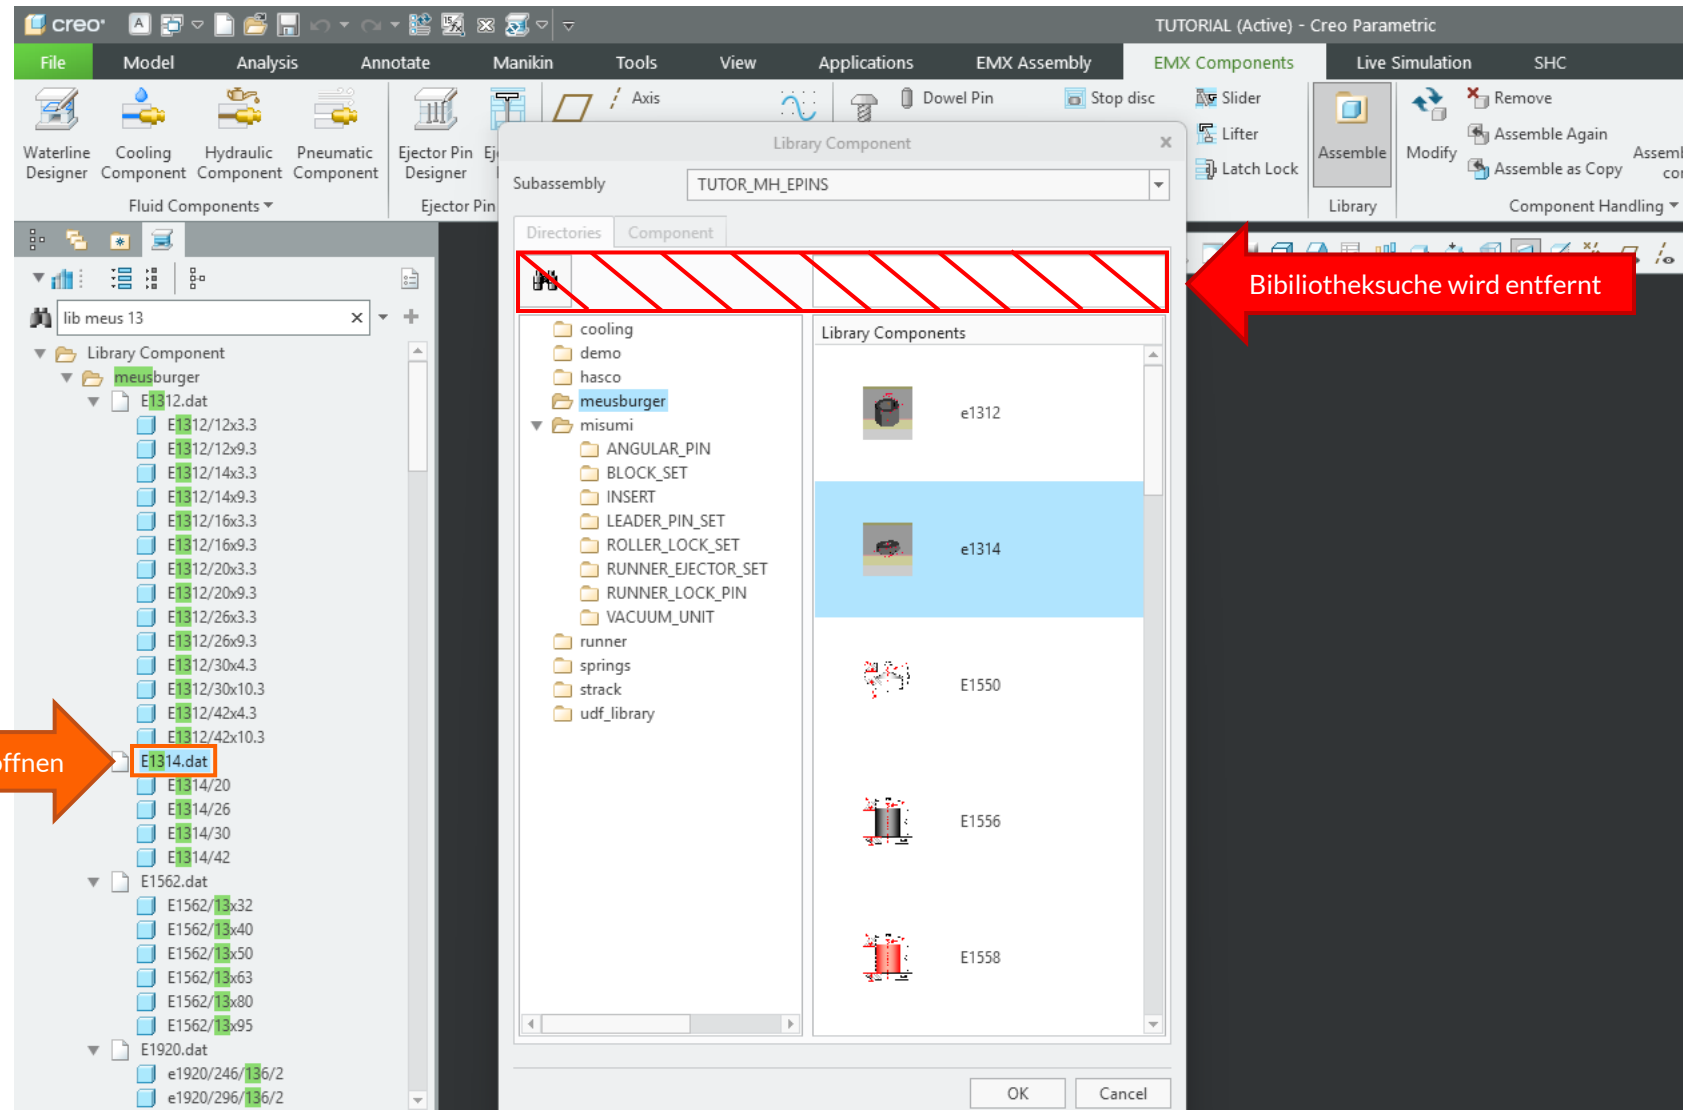 creo®
TUTORIAL (Active) - Creo Parametric
File Model Analysis Annotate Manikin Tools View Applications EMX Assembly EMX Components Live Simulation SHC
Waterline Designer
Cooling Component
Hydraulic Component
Pneumatic Component
Fluid Components
Ejector Pin Designer
Ej
Ejector Pin
Axis
Dowel Pin
Stop disc
Slider
Lifter
Latch Lock
Assemble
Library
Modify
Remove
Assemble Again
Assemble as Copy
Assemb
co
Component Handling
lib meus 13
Library Component
meusburger
E1312.dat
E1312/12x3.3
E1312/12x9.3
E1312/14x3.3
E1312/14x9.3
E1312/16x3.3
E1312/16x9.3
E1312/20x3.3
E1312/20x9.3
E1312/26x3.3
E1312/26x9.3
E1312/30x4.3
E1312/30x10.3
E1312/42x4.3
E1312/42x10.3
E1314.dat
E1314/20
E1314/26
E1314/30
E1314/42
E1562.dat
E1562/13x32
E1562/13x40
E1562/13x50
E1562/13x63
E1562/13x80
E1562/13x95
E1920.dat
e1920/246/136/2
e1920/296/136/2
öffnen
Library Component
Subassembly
TUTOR_MH_EPINS
Directories Component
Bibiliotheksuche wird entfernt
cooling
demo
hasco
meusburger
misumi
ANGULAR_PIN
BLOCK_SET
INSERT
LEADER_PIN_SET
ROLLER_LOCK_SET
RUNNER_EJECTOR_SET
RUNNER_LOCK_PIN
VACUUM_UNIT
runner
springs
strack
udf_library
Library Components
e1312
e1314
E1550
E1556
E1558
OK Cancel